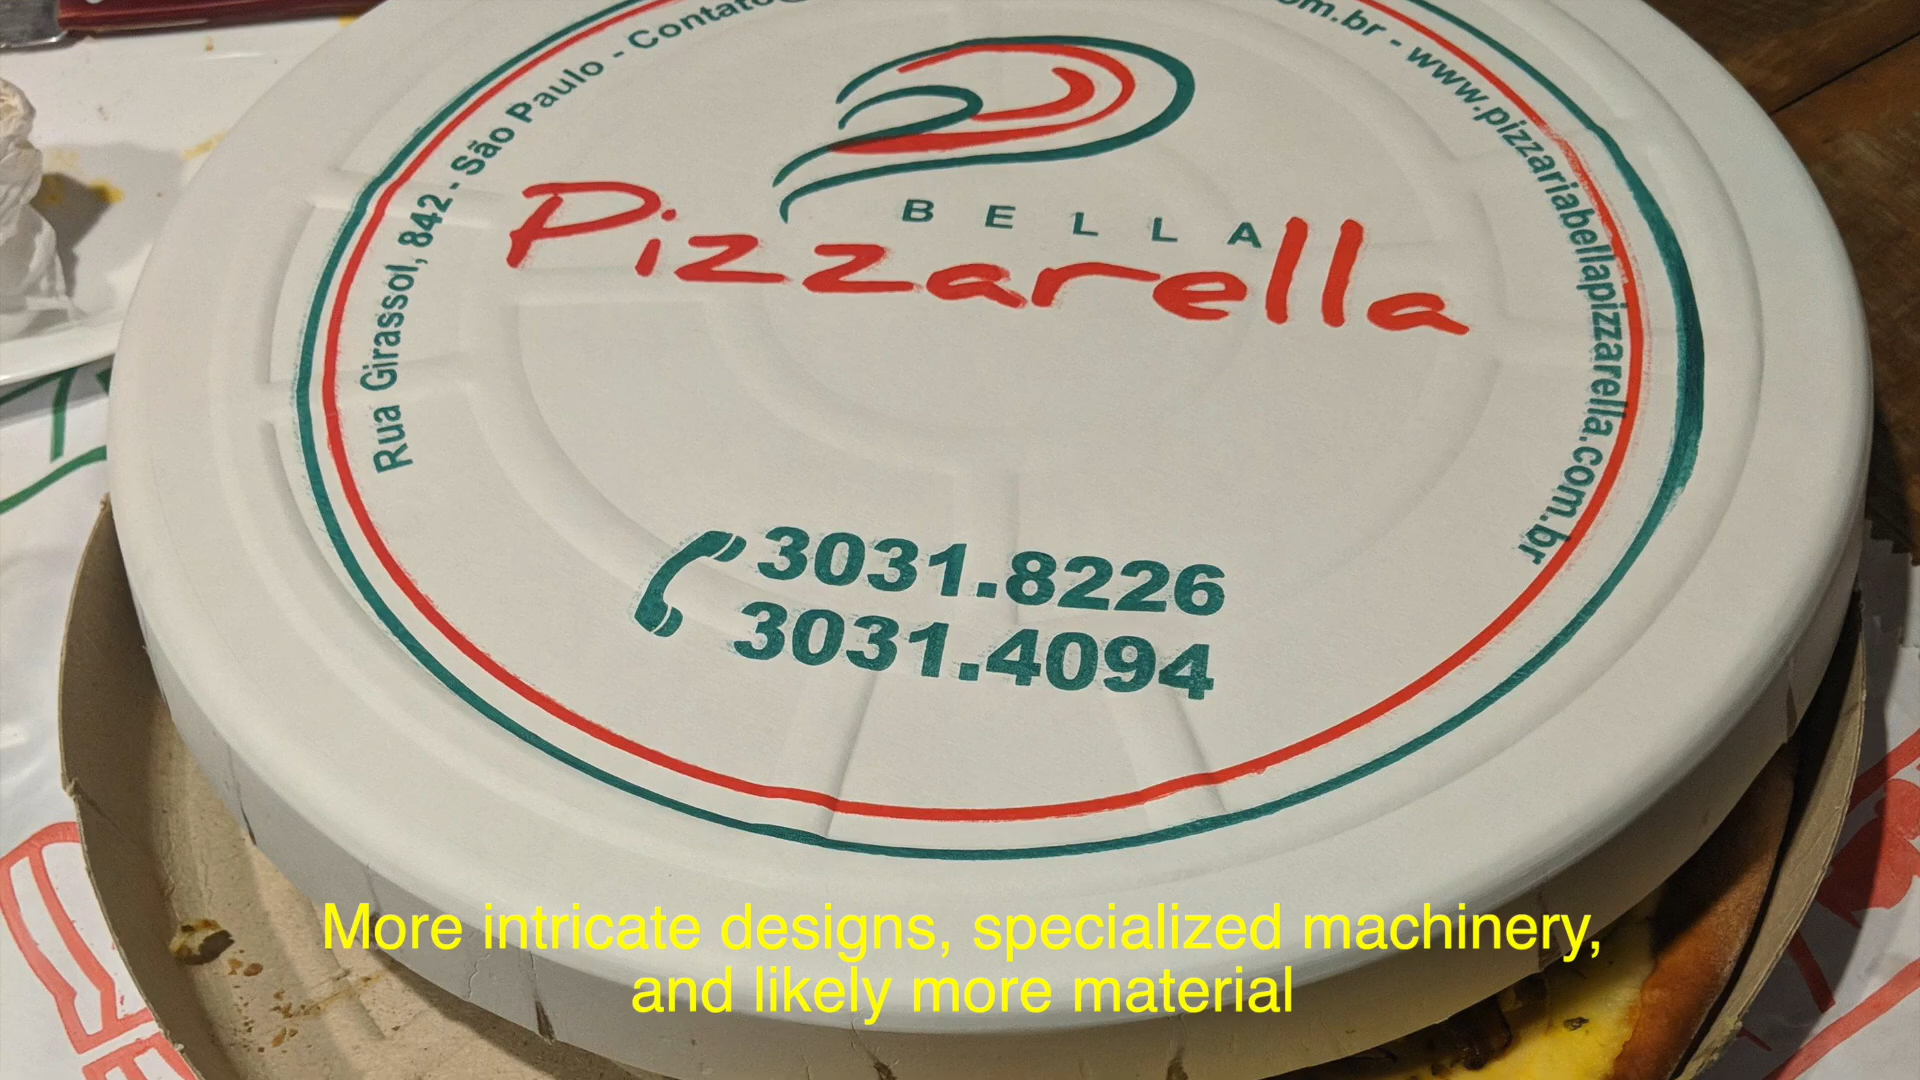 Rua Girassol, 842 - São Paulo - Contato
om.br - www.pizzariabellapizzarella.com.br
BELLA
Pizzarella
3031.8226
3031.4094
More intricate designs, specialized machinery,
and likely more material